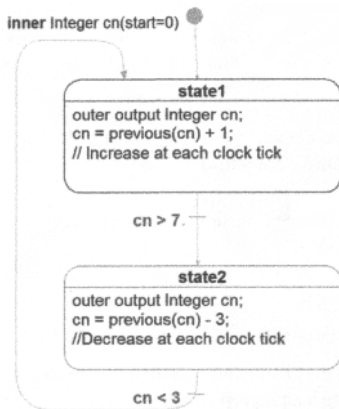 inner Integer cn(start=0)
state1
outer output Integer cn;
cn = previous(cn) + 1;
// Increase at each clock tick
cn > 7
state2
outer output Integer cn;
cn = previous(cn) - 3;
//Decrease at each clock tick
cn < 3